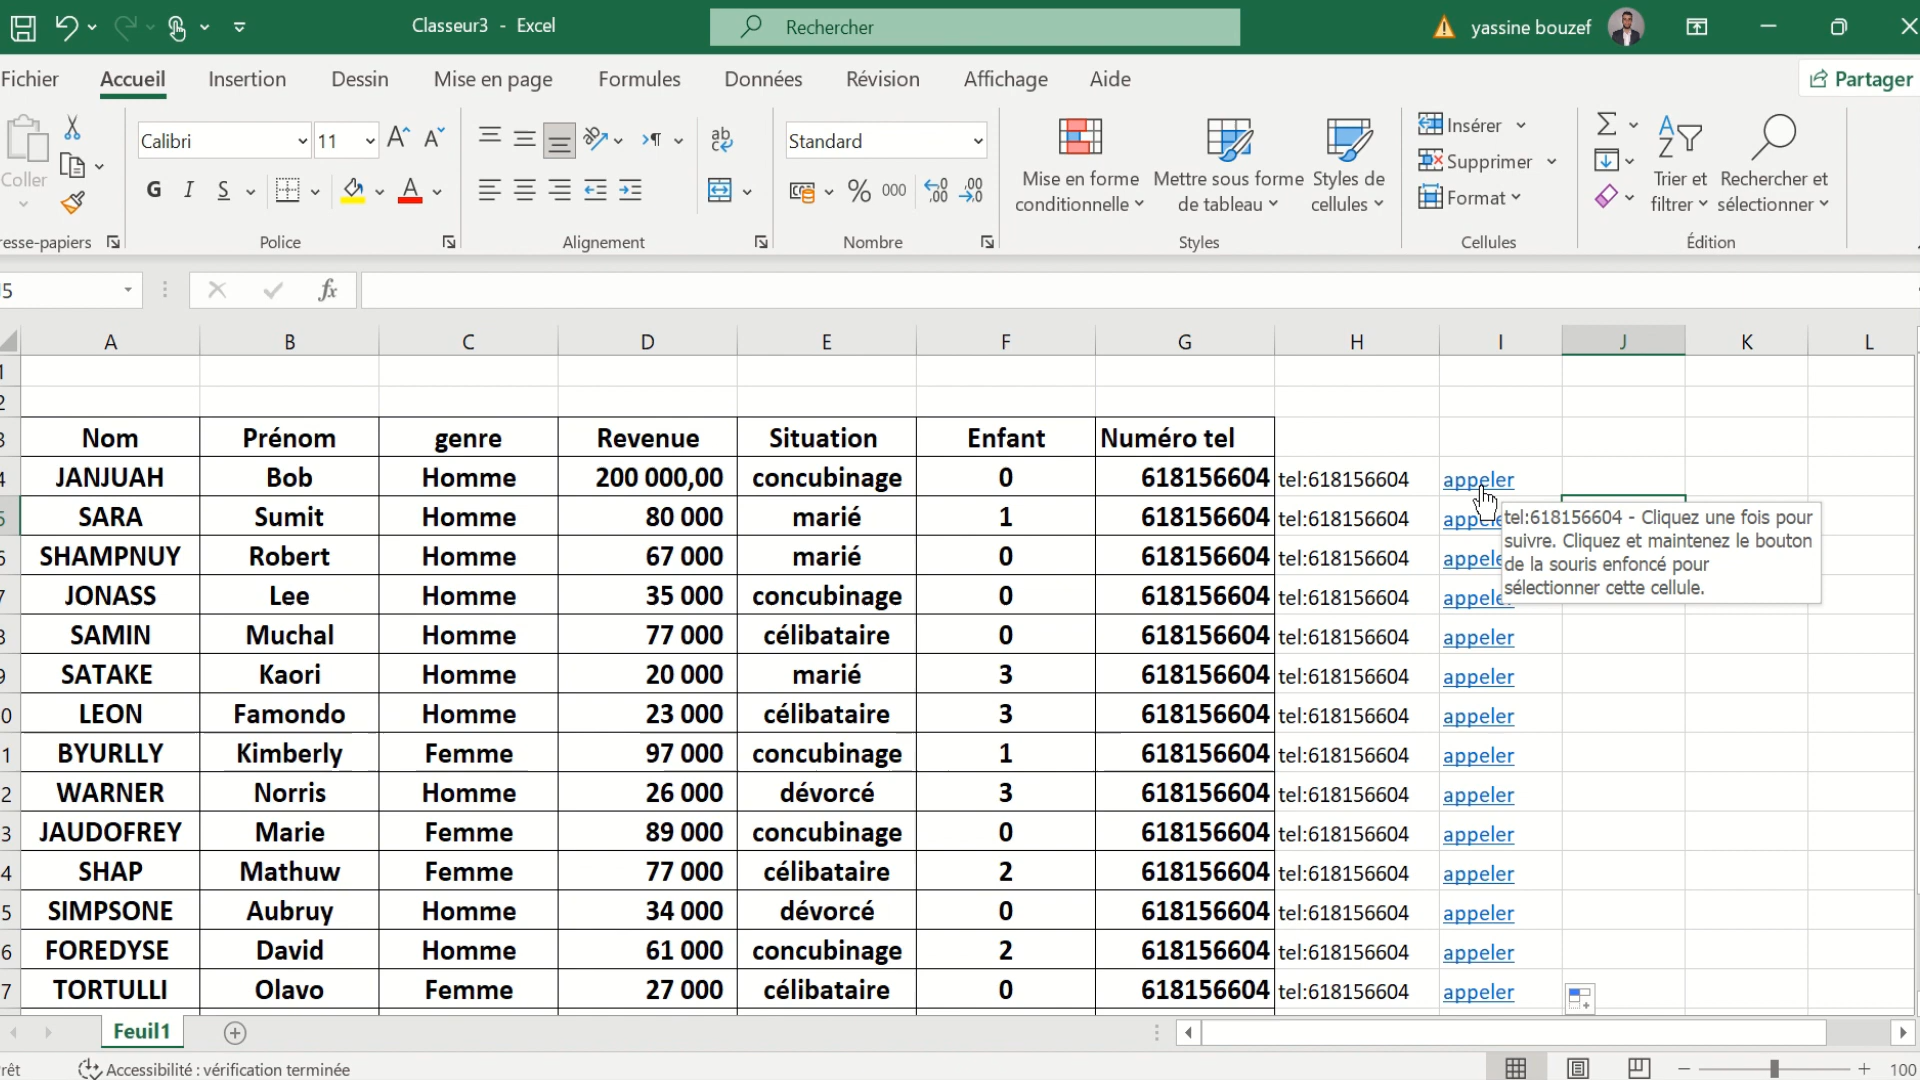 Classeur3 - Excel
Rechercher
yassine bouzef
Fichier Accueil Insertion Dessin Mise en page Formules Données Révision Affichage Aide
Partager
Coller
Calibri 11
G I S
Standard
% 000
Mise en forme conditionnelle
Mettre sous forme de tableau
Styles de cellules
Insérer
Supprimer
Format
Trier et filtrer
Rechercher et sélectionner
esse-papiers Police Alignement Nombre Styles Cellules Édition
fx
A B C D E F G H I J K L
1
2
Nom Prénom genre Revenue Situation Enfant Numéro tel
JANJUAH Bob Homme 200 000,00 concubinage 0 618156604 tel:618156604 appeler
SARA Sumit Homme 80 000 marié 1 618156604 tel:618156604
SHAMPNUY Robert Homme 67 000 marié 0 618156604 tel:618156604
JONASS Lee Homme 35 000 concubinage 0 618156604 tel:618156604
tel:618156604 - Cliquez une fois pour
suivre. Cliquez et maintenez le bouton
de la souris enfoncé pour
sélectionner cette cellule.
SAMIN Muchal Homme 77 000 célibataire 0 618156604 tel:618156604 appeler
SATAKE Kaori Homme 20 000 marié 3 618156604 tel:618156604 appeler
LEON Famondo Homme 23 000 célibataire 3 618156604 tel:618156604 appeler
BYURLLY Kimberly Femme 97 000 concubinage 1 618156604 tel:618156604 appeler
WARNER Norris Homme 26 000 dévorcé 3 618156604 tel:618156604 appeler
JAUDOFREY Marie Femme 89 000 concubinage 0 618156604 tel:618156604 appeler
SHAP Mathuw Femme 77 000 célibataire 2 618156604 tel:618156604 appeler
SIMPSONE Aubruy Homme 34 000 dévorcé 0 618156604 tel:618156604 appeler
FOREDYSE David Homme 61 000 concubinage 2 618156604 tel:618156604 appeler
TORTULLI Olavo Femme 27 000 célibataire 0 618156604 tel:618156604 appeler
Feuil1
rêt Accessibilité : vérification terminée
100